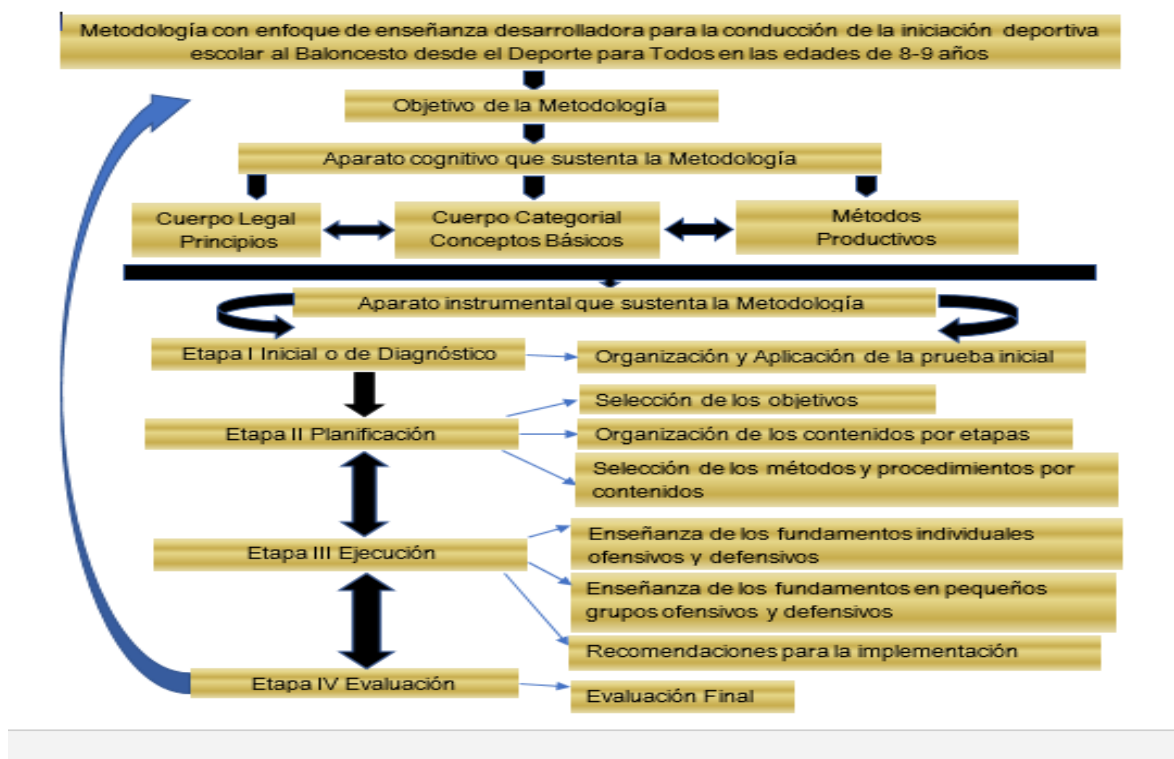 Metodología con enfoque de enseñanza desarrolladora para la conducción de la iniciación deportiva
escolar al Baloncesto desde el Deporte para Todos en las edades de 8-9 años
Objetivo de la Metodología
Aparato cognitivo que sustenta la Metodología
Cuerpo Legal
Principios
Cuerpo Categorial
Conceptos Básicos
Métodos
Productivos
Aparato instrumental que sustenta la Metodología
Etapa I Inicial o de Diagnóstico
Organización y Aplicación de la prueba inicial
Etapa II Planificación
Selección de los objetivos
Organización de los contenidos por etapas
Selección de los métodos y procedimientos por
contenidos
Etapa III Ejecución
Enseñanza de los fundamentos individuales
ofensivos y defensivos
Enseñanza de los fundamentos en pequeños
grupos ofensivos y defensivos
Recomendaciones para la implementación
Etapa IV Evaluación
Evaluación Final